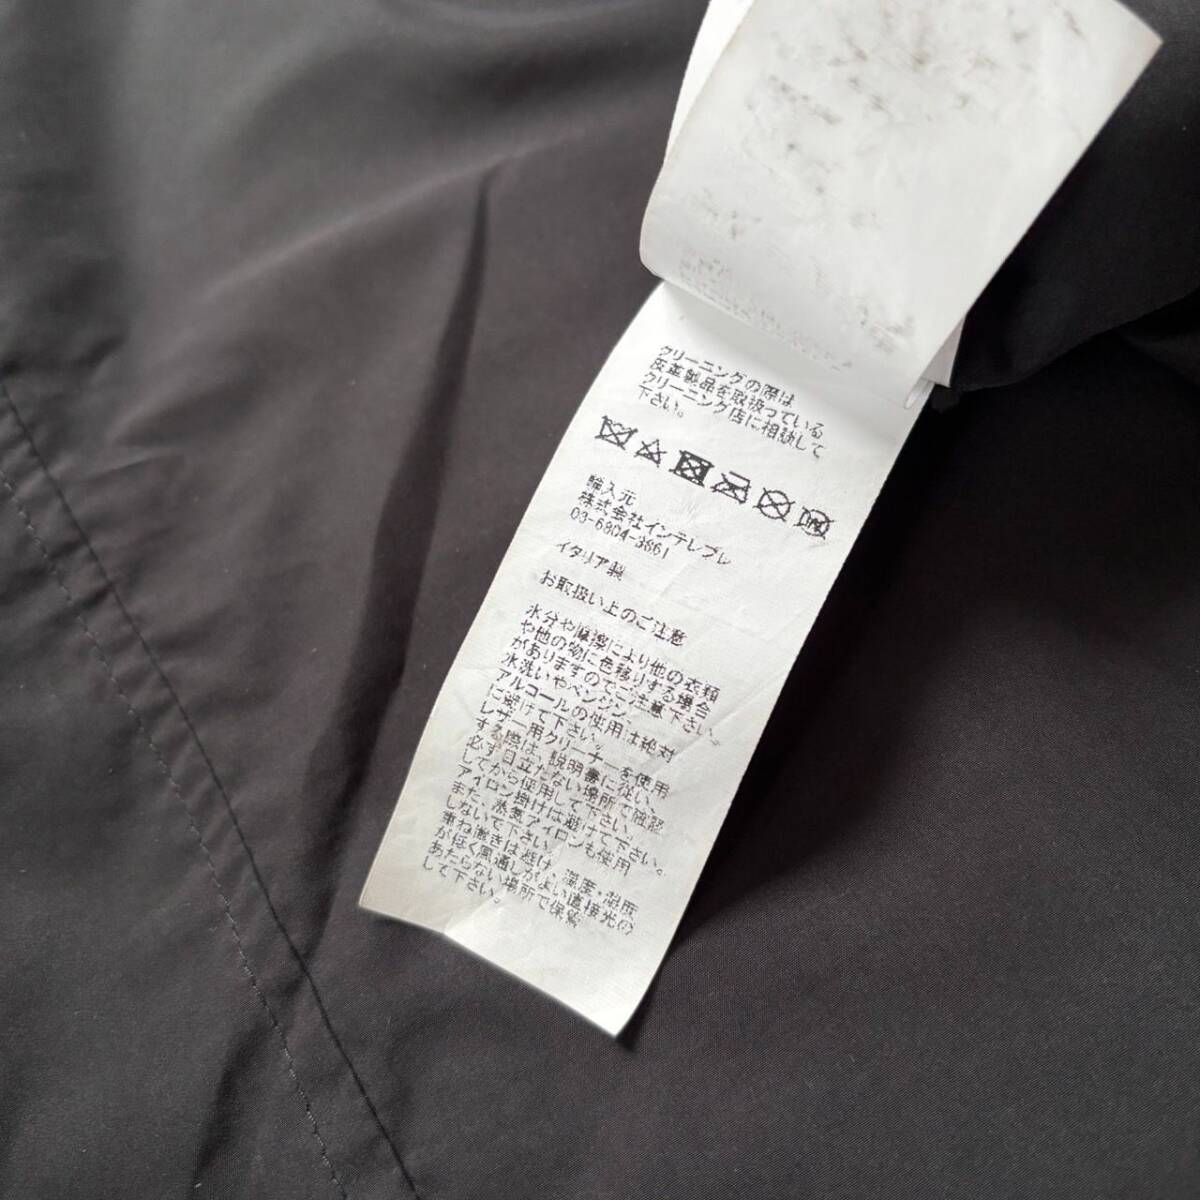 クリーニングの際は
皮革製品を取扱っている
クリーニング店に相談して
下さい。
輸入元
株式会社インテレプレ
03-6804-3861
イタリア製
お取扱い上のご注意
水分や摩擦により他の衣類
や他の物に色移りする場合
がありますのでご注意下さい。
水洗いやベンジン、
アルコールの使用は絶対
に避けて下さい。
レザー用クリーナーを使用
する際は、説明書に従い、
必ず目立たない場所で確認
してから使用して下さい。
アイロン掛けは避けて下さい。
また、蒸気アイロンも使用
しないで下さい。
重ね置きは避け、温度・湿度
が低く風通しがよい直接光の
あたらない場所で保管
して下さい。